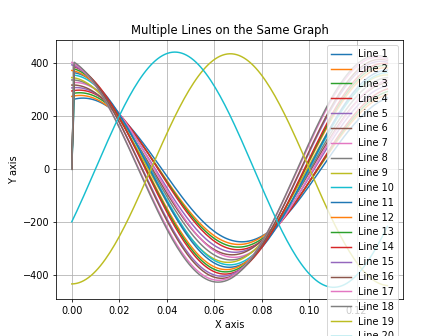 Multiple Lines on the Same Graph
400
200
0
−200
−400
Y axis
0.00
0.02
0.04
0.06
0.08
0.10
X axis
Line 1
Line 2
Line 3
Line 4
Line 5
Line 6
Line 7
Line 8
Line 9
Line 10
Line 11
Line 12
Line 13
Line 14
Line 15
Line 16
Line 17
Line 18
Line 19
Line 20